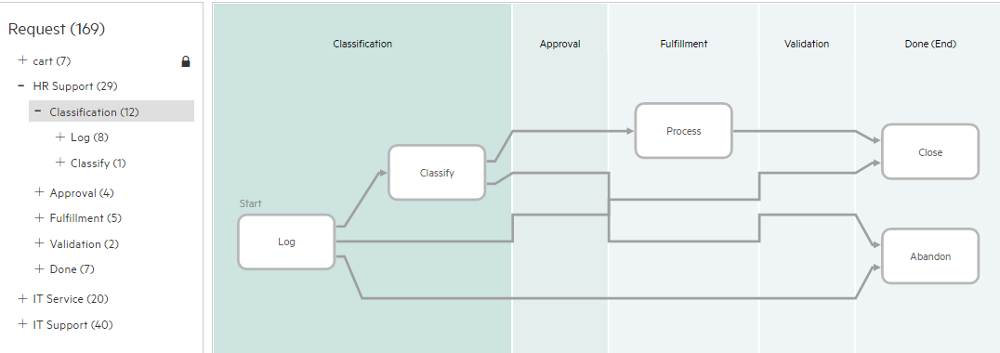 Request (169)
cart (7)
HR Support (29)
Classification (12)
Log (8)
Classify (1)
Approval (4)
Fulfillment (5)
Validation (2)
Done (7)
IT Service (20)
IT Support (40)
Classification
Approval
Fulfillment
Validation
Done (End)
Process
Close
Classify
Start
Log
Abandon